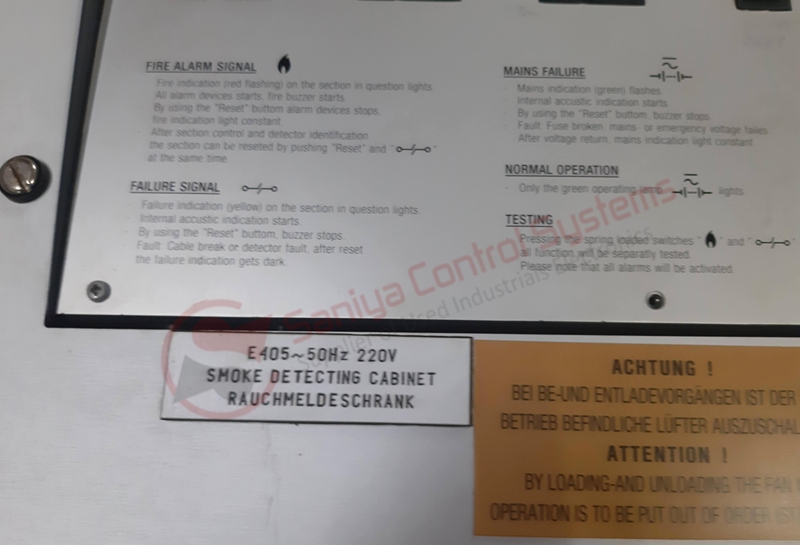 FIRE ALARM SIGNAL
Fire indication (red flashing) on the section in question lights.
All alarm devices starts, fire buzzer starts.
By using the "Reset" buttom alarm devices stops,
fire indication light constant.
After section control and detector identification
the section can be reseted by pushing "Reset" and " "
at the same time.
FAILURE SIGNAL
Failure indication (yellow) on the section in question lights.
Internal accustic indication starts.
By using the "Reset" buttom, buzzer stops.
Fault: Cable break or detector fault, after reset
the failure indication gets dark.
MAINS FAILURE
- Mains indication (green) flashes
Internal accustic indication starts
- By using the "Reset" buttom, buzzer stops.
- Fault: Fuse broken, mains- or emergency voltage failes
- After voltage return, mains indication light constant.
NORMAL OPERATION
- Only the green operating lamp lights.
TESTING
- Pressing the spring loaded switches " " and " "
all function will be separatly tested.
Please note that all alarms will be activated.
Saniya Control Systems
Supplier of Used Industrials
E405~50Hz 220V
SMOKE DETECTING CABINET
RAUCHMELDESCHRANK
ACHTUNG !
BEI BE-UND ENTLADEVORGÄNGEN IST DER
BETRIEB BEFINDLICHE LÜFTER AUSZUSCHAL
ATTENTION !
BY LOADING-AND UNLOADING THE FAN
OPERATION IS TO BE PUT OUT OF ORDER IST